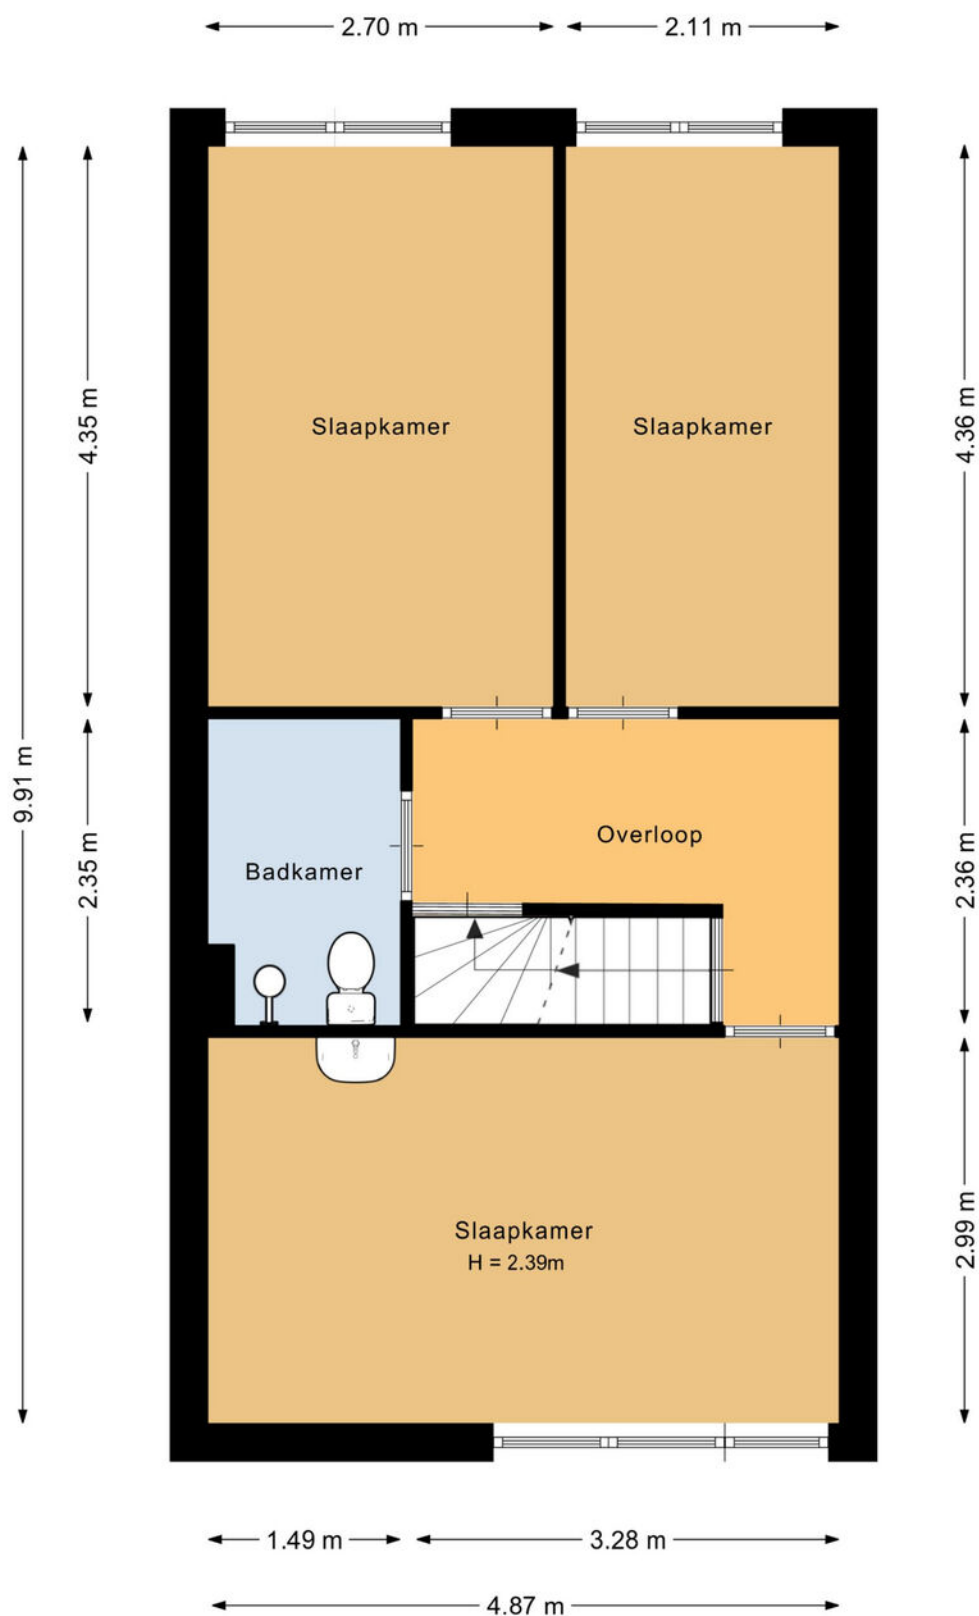 2.70 m
2.11 m
4.35 m
4.36 m
Slaapkamer
Slaapkamer
9.91 m
2.35 m
2.36 m
Overloop
Badkamer
Slaapkamer
H = 2.39m
2.99 m
1.49 m
3.28 m
4.87 m